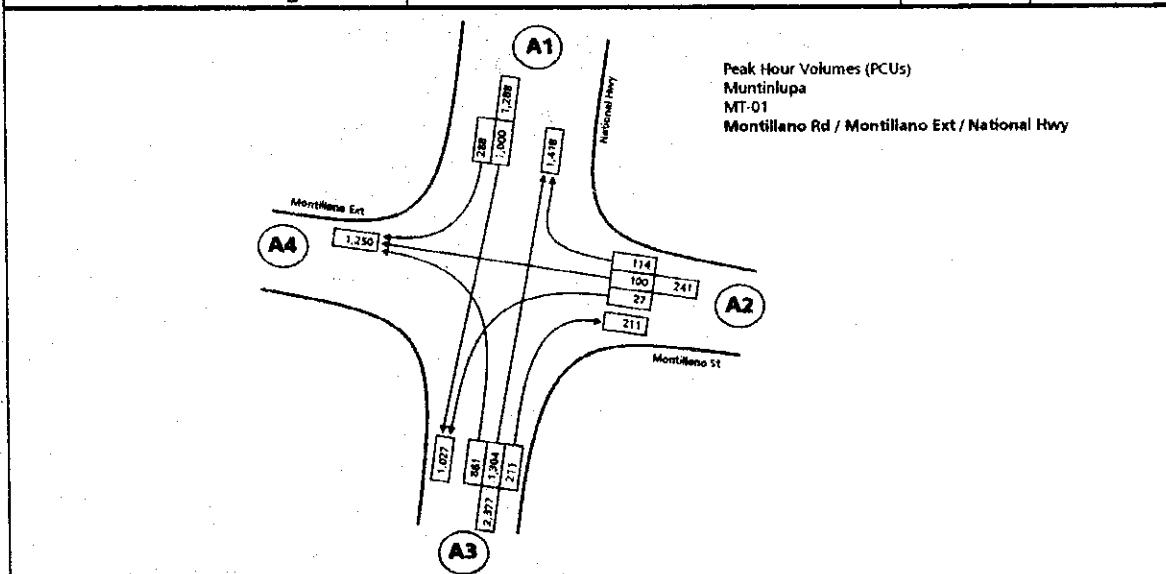 A1
Peak Hour Volumes (PCUs)
Muntinlupa
MT-01
Montillano Rd / Montillano Ext / National Hwy
National Hwy
1,288
288
1,000
1,418
Montillano Ext
A4
1,250
114
100
241
27
A2
211
Montillano St
1,027
861
1,304
211
2,377
A3